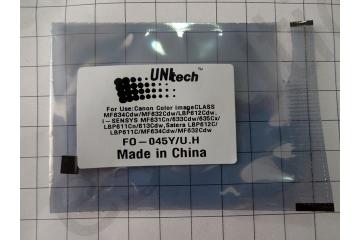 UNItech™
For Use:Canon Color imageCLASS
MF634Cdw/MF632Cdw/LBP612Cdw,
i-SENSYS MF631Cn/633Cdw/635Cx/
LBP611Cn/613Cdw,Satera LBP612C/
LBP611C/MF634Cdw/MF632Cdw
FO-045Y/U.H
Made in China